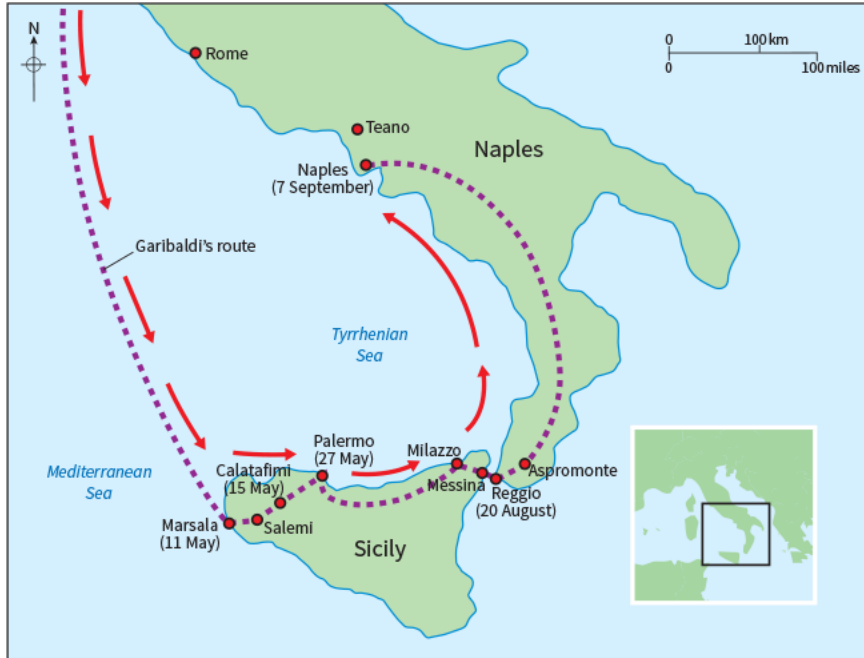 N
Rome
0
100 km
0
100 miles
Teano
Naples
Naples
(7 September)
Garibaldi's route
Tyrrhenian
Sea
Mediterranean
Sea
Palermo
(27 May)
Milazzo
Calatafimi
(15 May)
Messina
Aspromonte
Reggio
(20 August)
Marsala
(11 May)
Salemi
Sicily